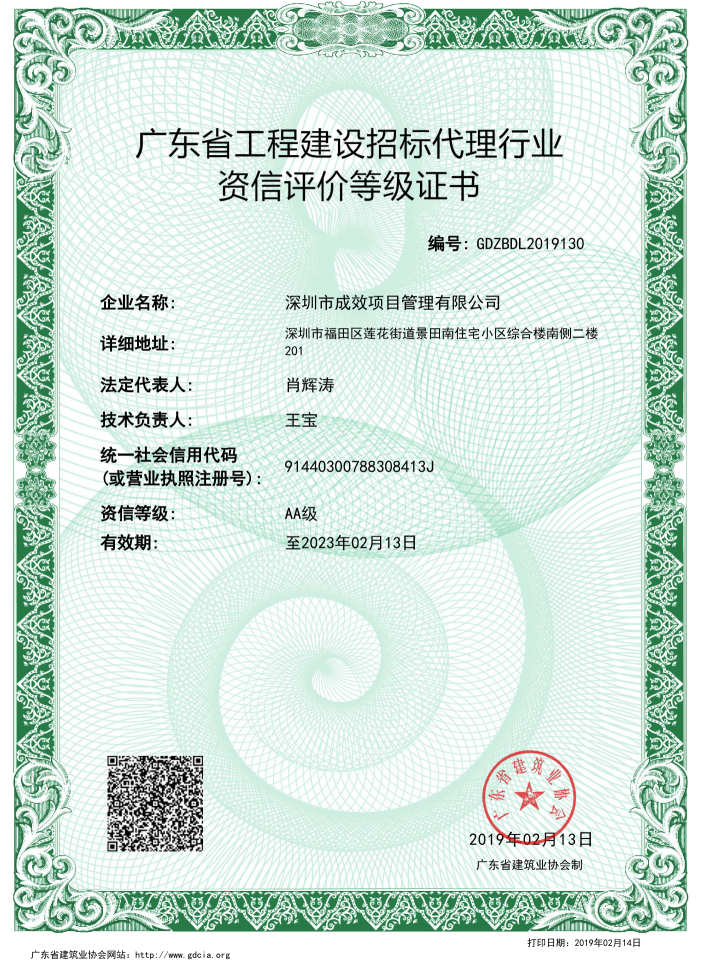 广东省工程建设招标代理行业
资信评价等级证书
编号: GDZBDL2019130
企业名称: 深圳市成效项目管理有限公司
详细地址: 深圳市福田区莲花街道景田南住宅小区综合楼南侧二楼
201
法定代表人: 肖辉涛
技术负责人: 王宝
统一社会信用代码
(或营业执照注册号): 91440300788308413J
资信等级: AA级
有效期: 至2023年02月13日
广东省建筑业协会
2019年02月13日
广东省建筑业协会制
打印日期: 2019年02月14日
广东省建筑业协会网站: http://www.gdcia.org